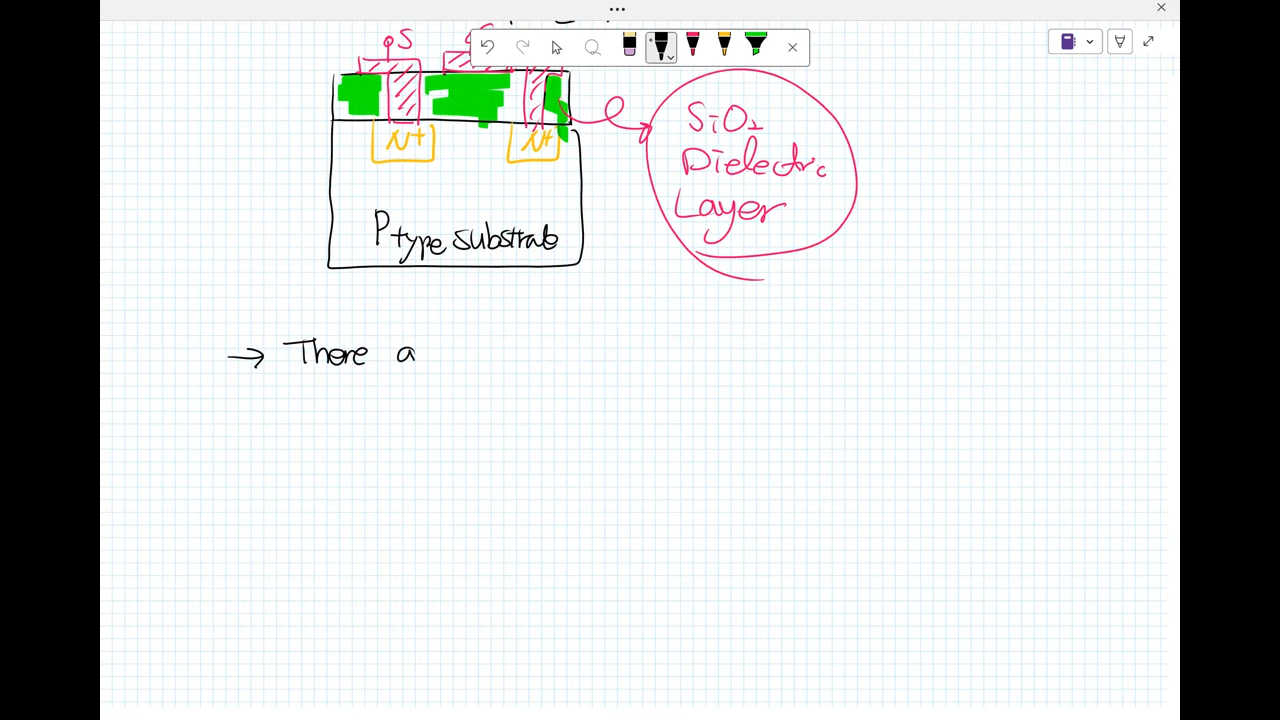 S
N+ N+
P type substrate
SiO2
Dielectric
Layer
→ There a